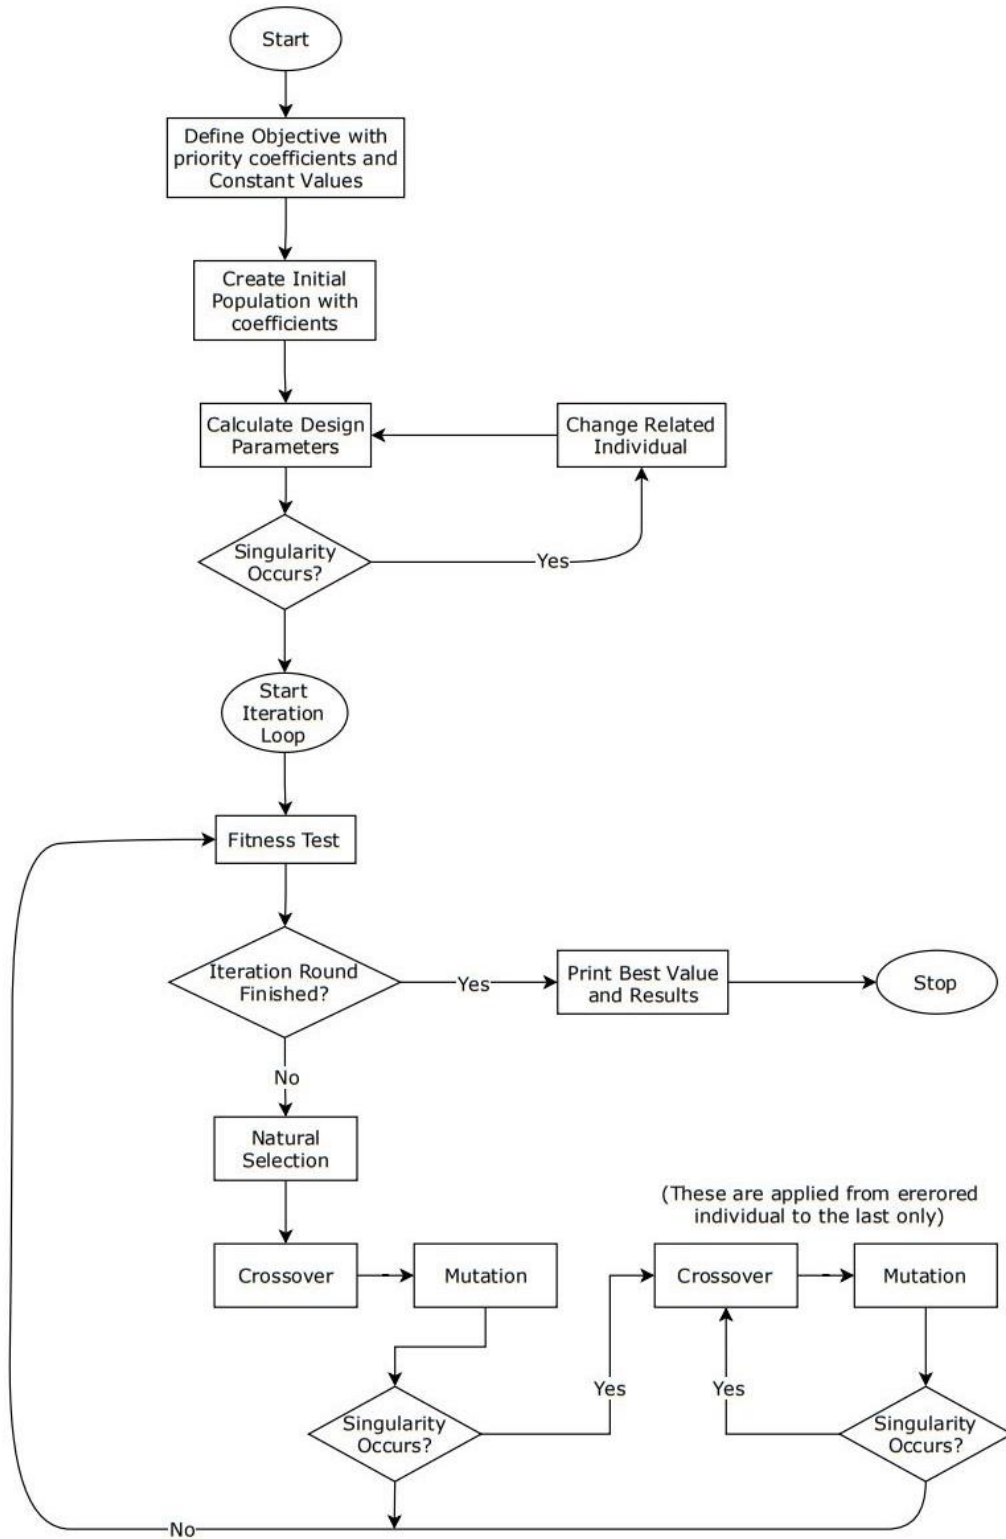 Start
Define Objective with
priority coefficients and
Constant Values
Create Initial
Population with
coefficients
Calculate Design
Parameters
Change Related
Individual
Singularity
Occurs?
Yes
Start
Iteration
Loop
Fitness Test
Iteration Round
Finished?
Yes
Print Best Value
and Results
Stop
No
Natural
Selection
(These are applied from ererored
individual to the last only)
Crossover
Mutation
Crossover
Mutation
Yes
Yes
Singularity
Occurs?
Singularity
Occurs?
No